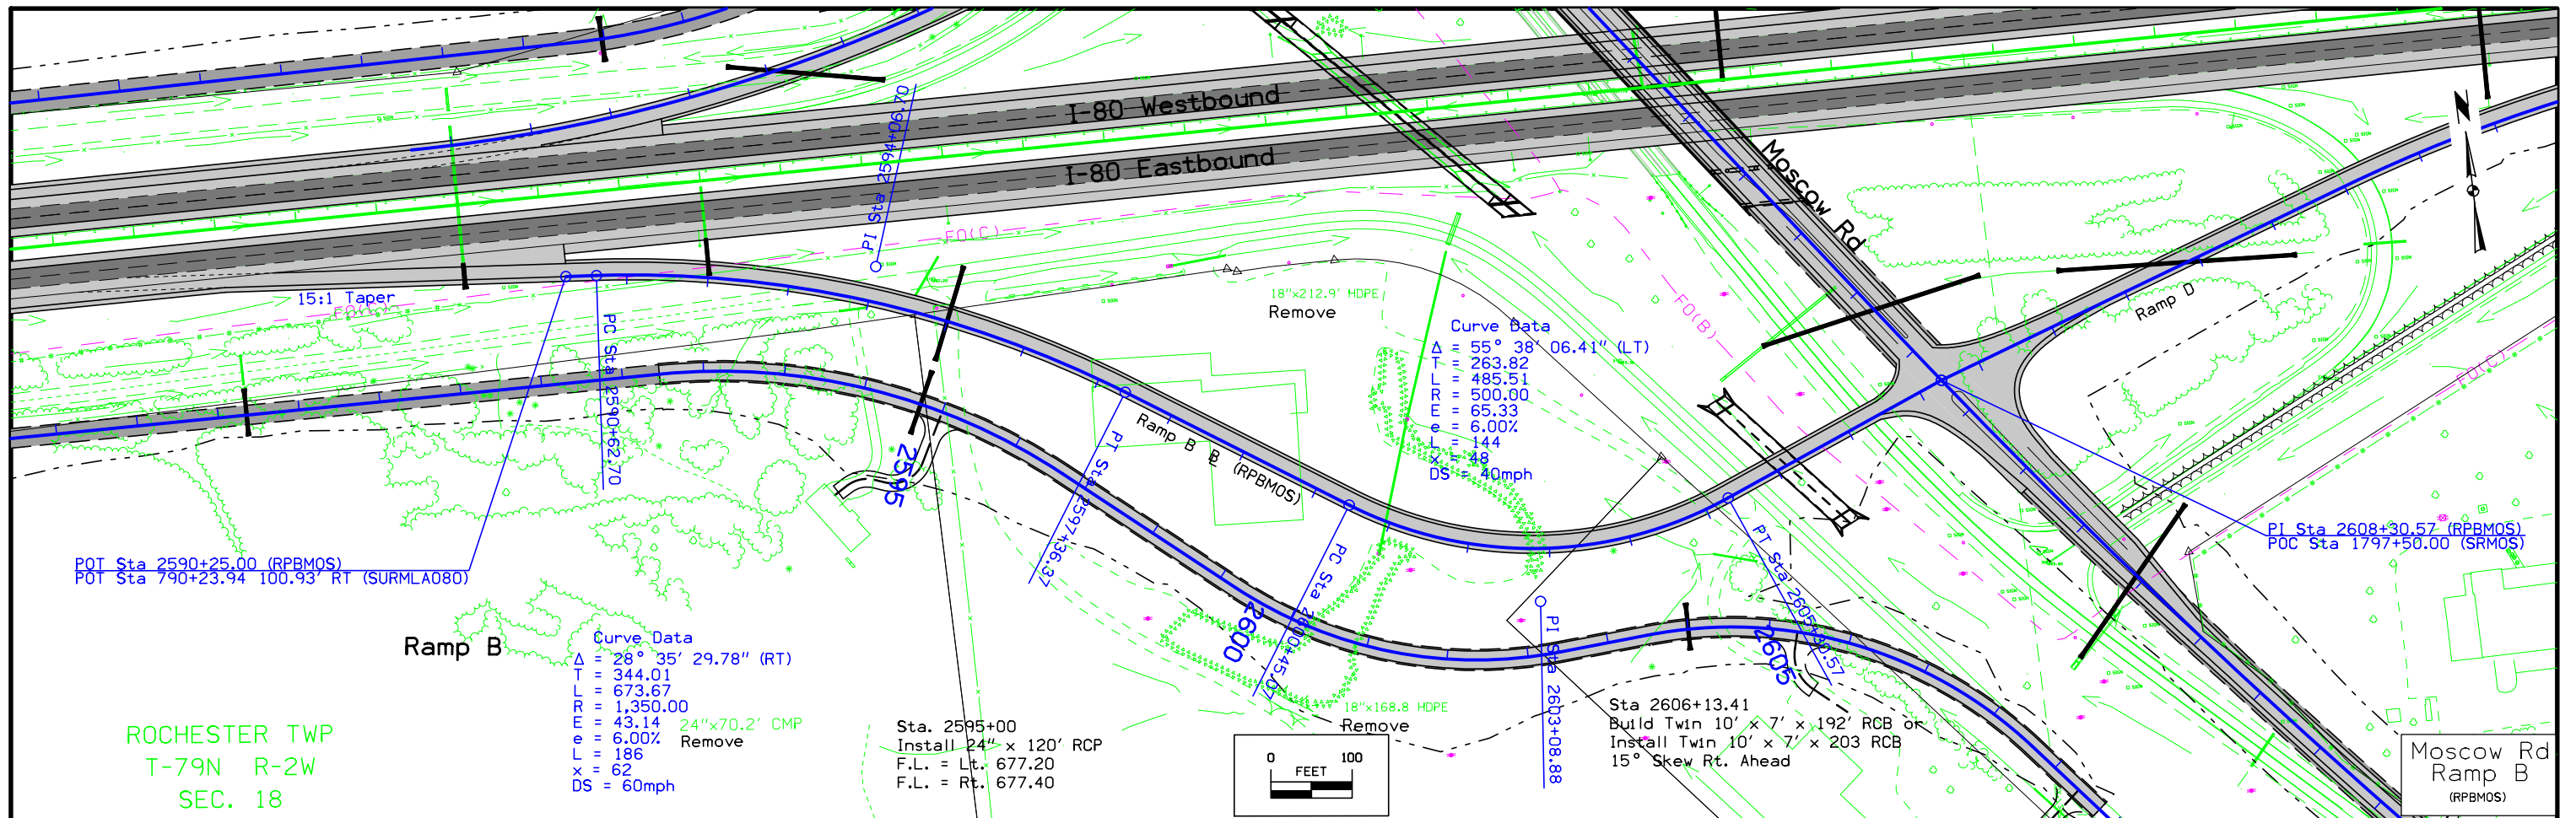 I-80 Westbound
I-80 Eastbound
PI Sta 2594+06.70
FO(C)
Moscow Rd
15:1 Taper
FO(C)
18"x212.9' HDPE
Remove
FO(B)
Ramp D
FO(C)
Curve Data
Δ = 55° 38' 06.41" (LT)
T = 263.82
L = 485.51
R = 500.00
E = 65.33
e = 6.00%
L = 144
x = 48
DS = 40mph
PC Sta 2590+62.70
Ramp B
(RPBMOS)
2595
PT Sta 2597+36.37
PC Sta 2600+45.07
2600
PT Sta 2605+30.57
2605
PI Sta 2603+08.88
POT Sta 2590+25.00 (RPBMOS)
POT Sta 790+23.94 100.93' RT (SURMLA080)
PI Sta 2608+30.57 (RPBMOS)
POC Sta 1797+50.00 (SRMOS)
Ramp B
Curve Data
Δ = 28° 35' 29.78" (RT)
T = 344.01
L = 673.67
R = 1,350.00
E = 43.14
e = 6.00%
L = 186
x = 62
DS = 60mph
24"x70.2' CMP
Remove
ROCHESTER TWP
T-79N R-2W
SEC. 18
Sta. 2595+00
Install 24" x 120' RCP
F.L. = Lt. 677.20
F.L. = Rt. 677.40
18"x168.8 HDPE
Remove
0 100
FEET
Sta 2606+13.41
Build Twin 10' x 7' x 192' RCB or
Install Twin 10' x 7' x 203 RCB
15° Skew Rt. Ahead
Moscow Rd
Ramp B
(RPBMOS)